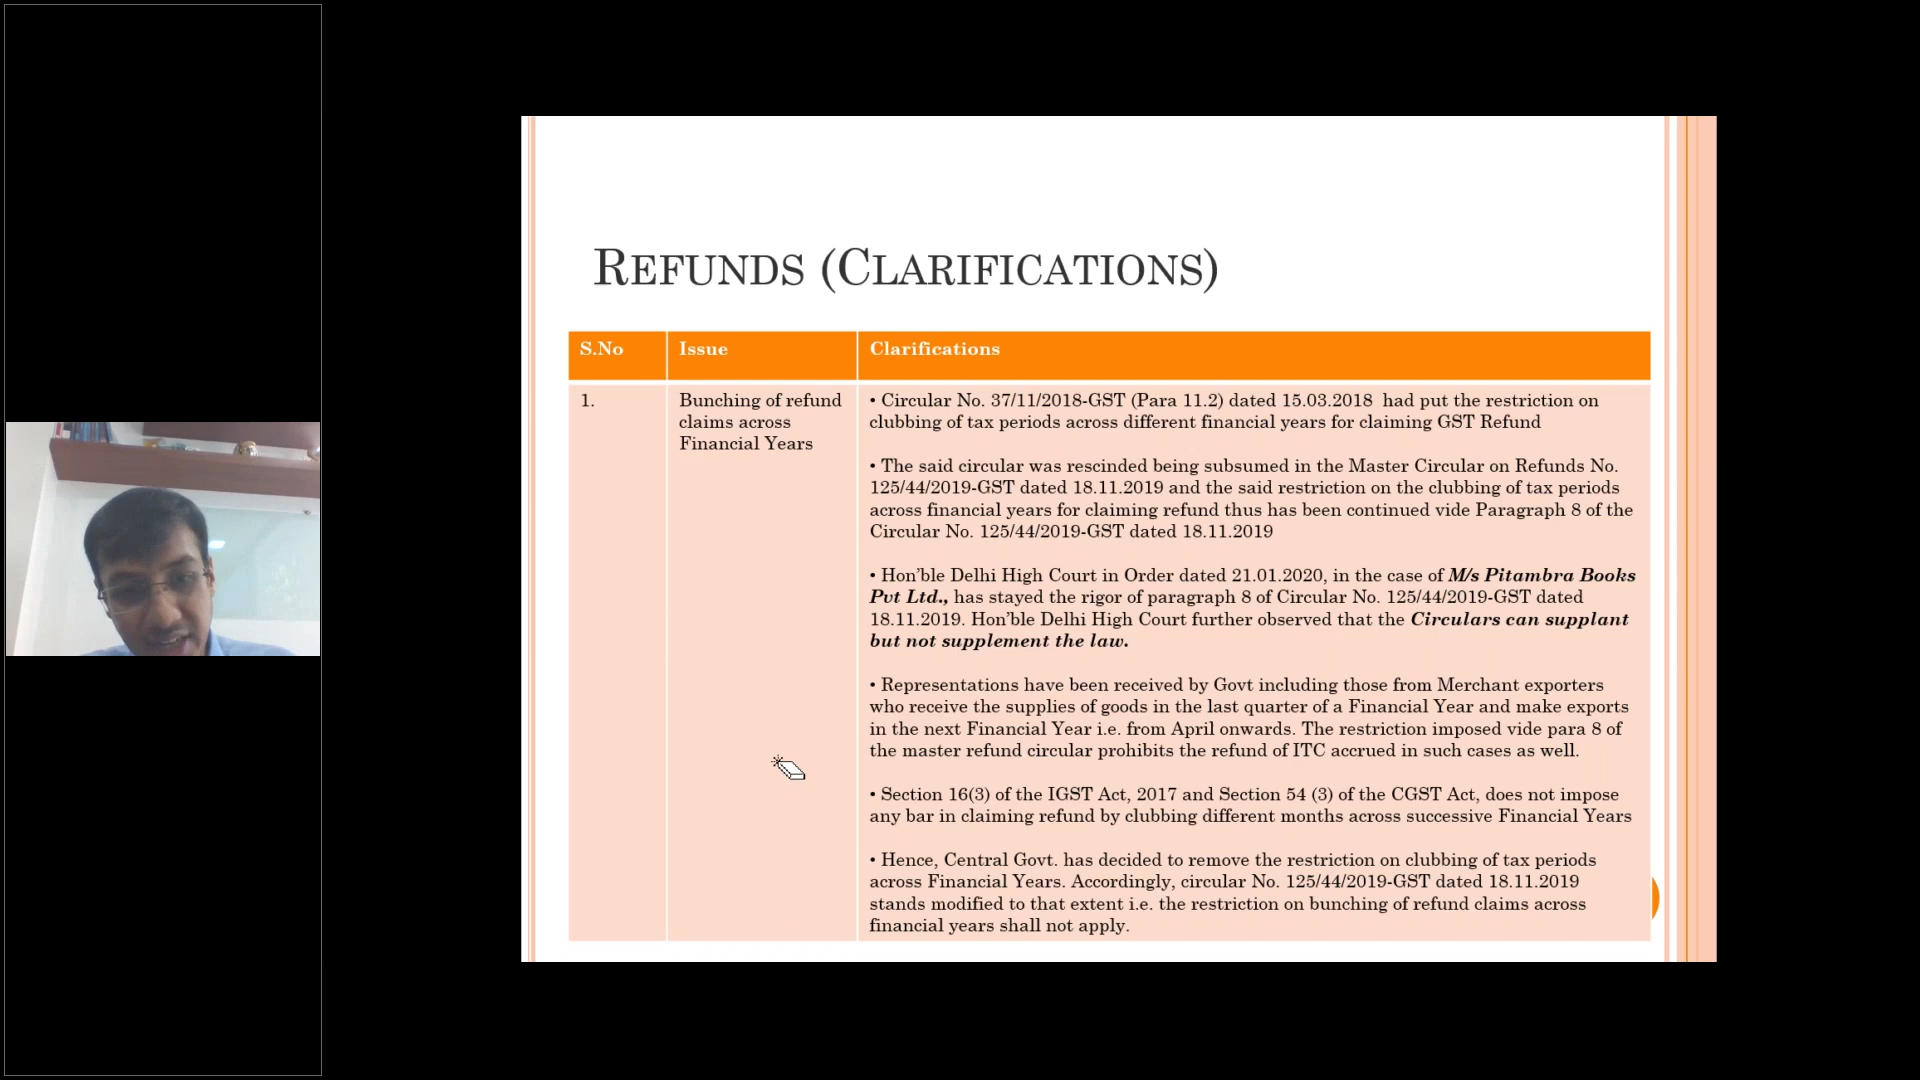 REFUNDS (CLARIFICATIONS)
S.No Issue Clarifications
1. Bunching of refund claims across Financial Years
• Circular No. 37/11/2018-GST (Para 11.2) dated 15.03.2018 had put the restriction on
clubbing of tax periods across different financial years for claiming GST Refund
• The said circular was rescinded being subsumed in the Master Circular on Refunds No.
125/44/2019-GST dated 18.11.2019 and the said restriction on the clubbing of tax periods
across financial years for claiming refund thus has been continued vide Paragraph 8 of the
Circular No. 125/44/2019-GST dated 18.11.2019
• Hon’ble Delhi High Court in Order dated 21.01.2020, in the case of M/s Pitambra Books
Pvt Ltd., has stayed the rigor of paragraph 8 of Circular No. 125/44/2019-GST dated
18.11.2019. Hon’ble Delhi High Court further observed that the Circulars can supplant
but not supplement the law.
• Representations have been received by Govt including those from Merchant exporters
who receive the supplies of goods in the last quarter of a Financial Year and make exports
in the next Financial Year i.e. from April onwards. The restriction imposed vide para 8 of
the master refund circular prohibits the refund of ITC accrued in such cases as well.
• Section 16(3) of the IGST Act, 2017 and Section 54 (3) of the CGST Act, does not impose
any bar in claiming refund by clubbing different months across successive Financial Years
• Hence, Central Govt. has decided to remove the restriction on clubbing of tax periods
across Financial Years. Accordingly, circular No. 125/44/2019-GST dated 18.11.2019
stands modified to that extent i.e. the restriction on bunching of refund claims across
financial years shall not apply.